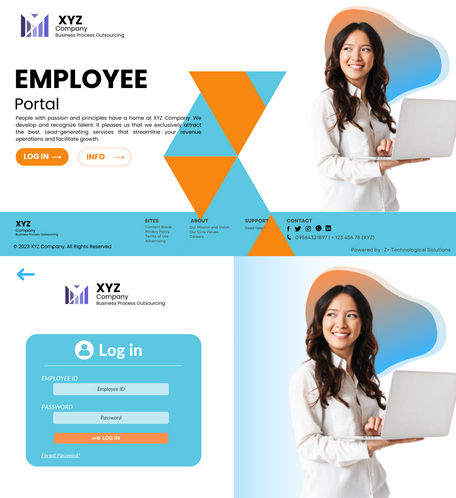 XYZ
Company
Business Process Outsourcing
EMPLOYEE
Portal
People with passion and principles have a home at XYZ Company. We
develop and recognize talent. It pleases us that we exclusively attract
the best. Lead-generating services that streamline your revenue
operations and facilitate growth.
LOG IN
INFO
XYZ
Company
Business Process Outsourcing
© 2023 XYZ Company. All Rights Reserved
SITES
Content Guide
Privacy Policy
Terms of Use
Advertising
ABOUT
Our Mission and Vision
Our Core Values
Careers
SUPPORT
Need Help?
CONTACT
09564321897 | + 123 456 78 (XYZ)
Powered by : Z+ Technological Solutions
XYZ
Company
Business Process Outsourcing
Log in
EMPLOYEE ID
Employee ID
PASSWORD
Password
LOG IN
Forgot Password?